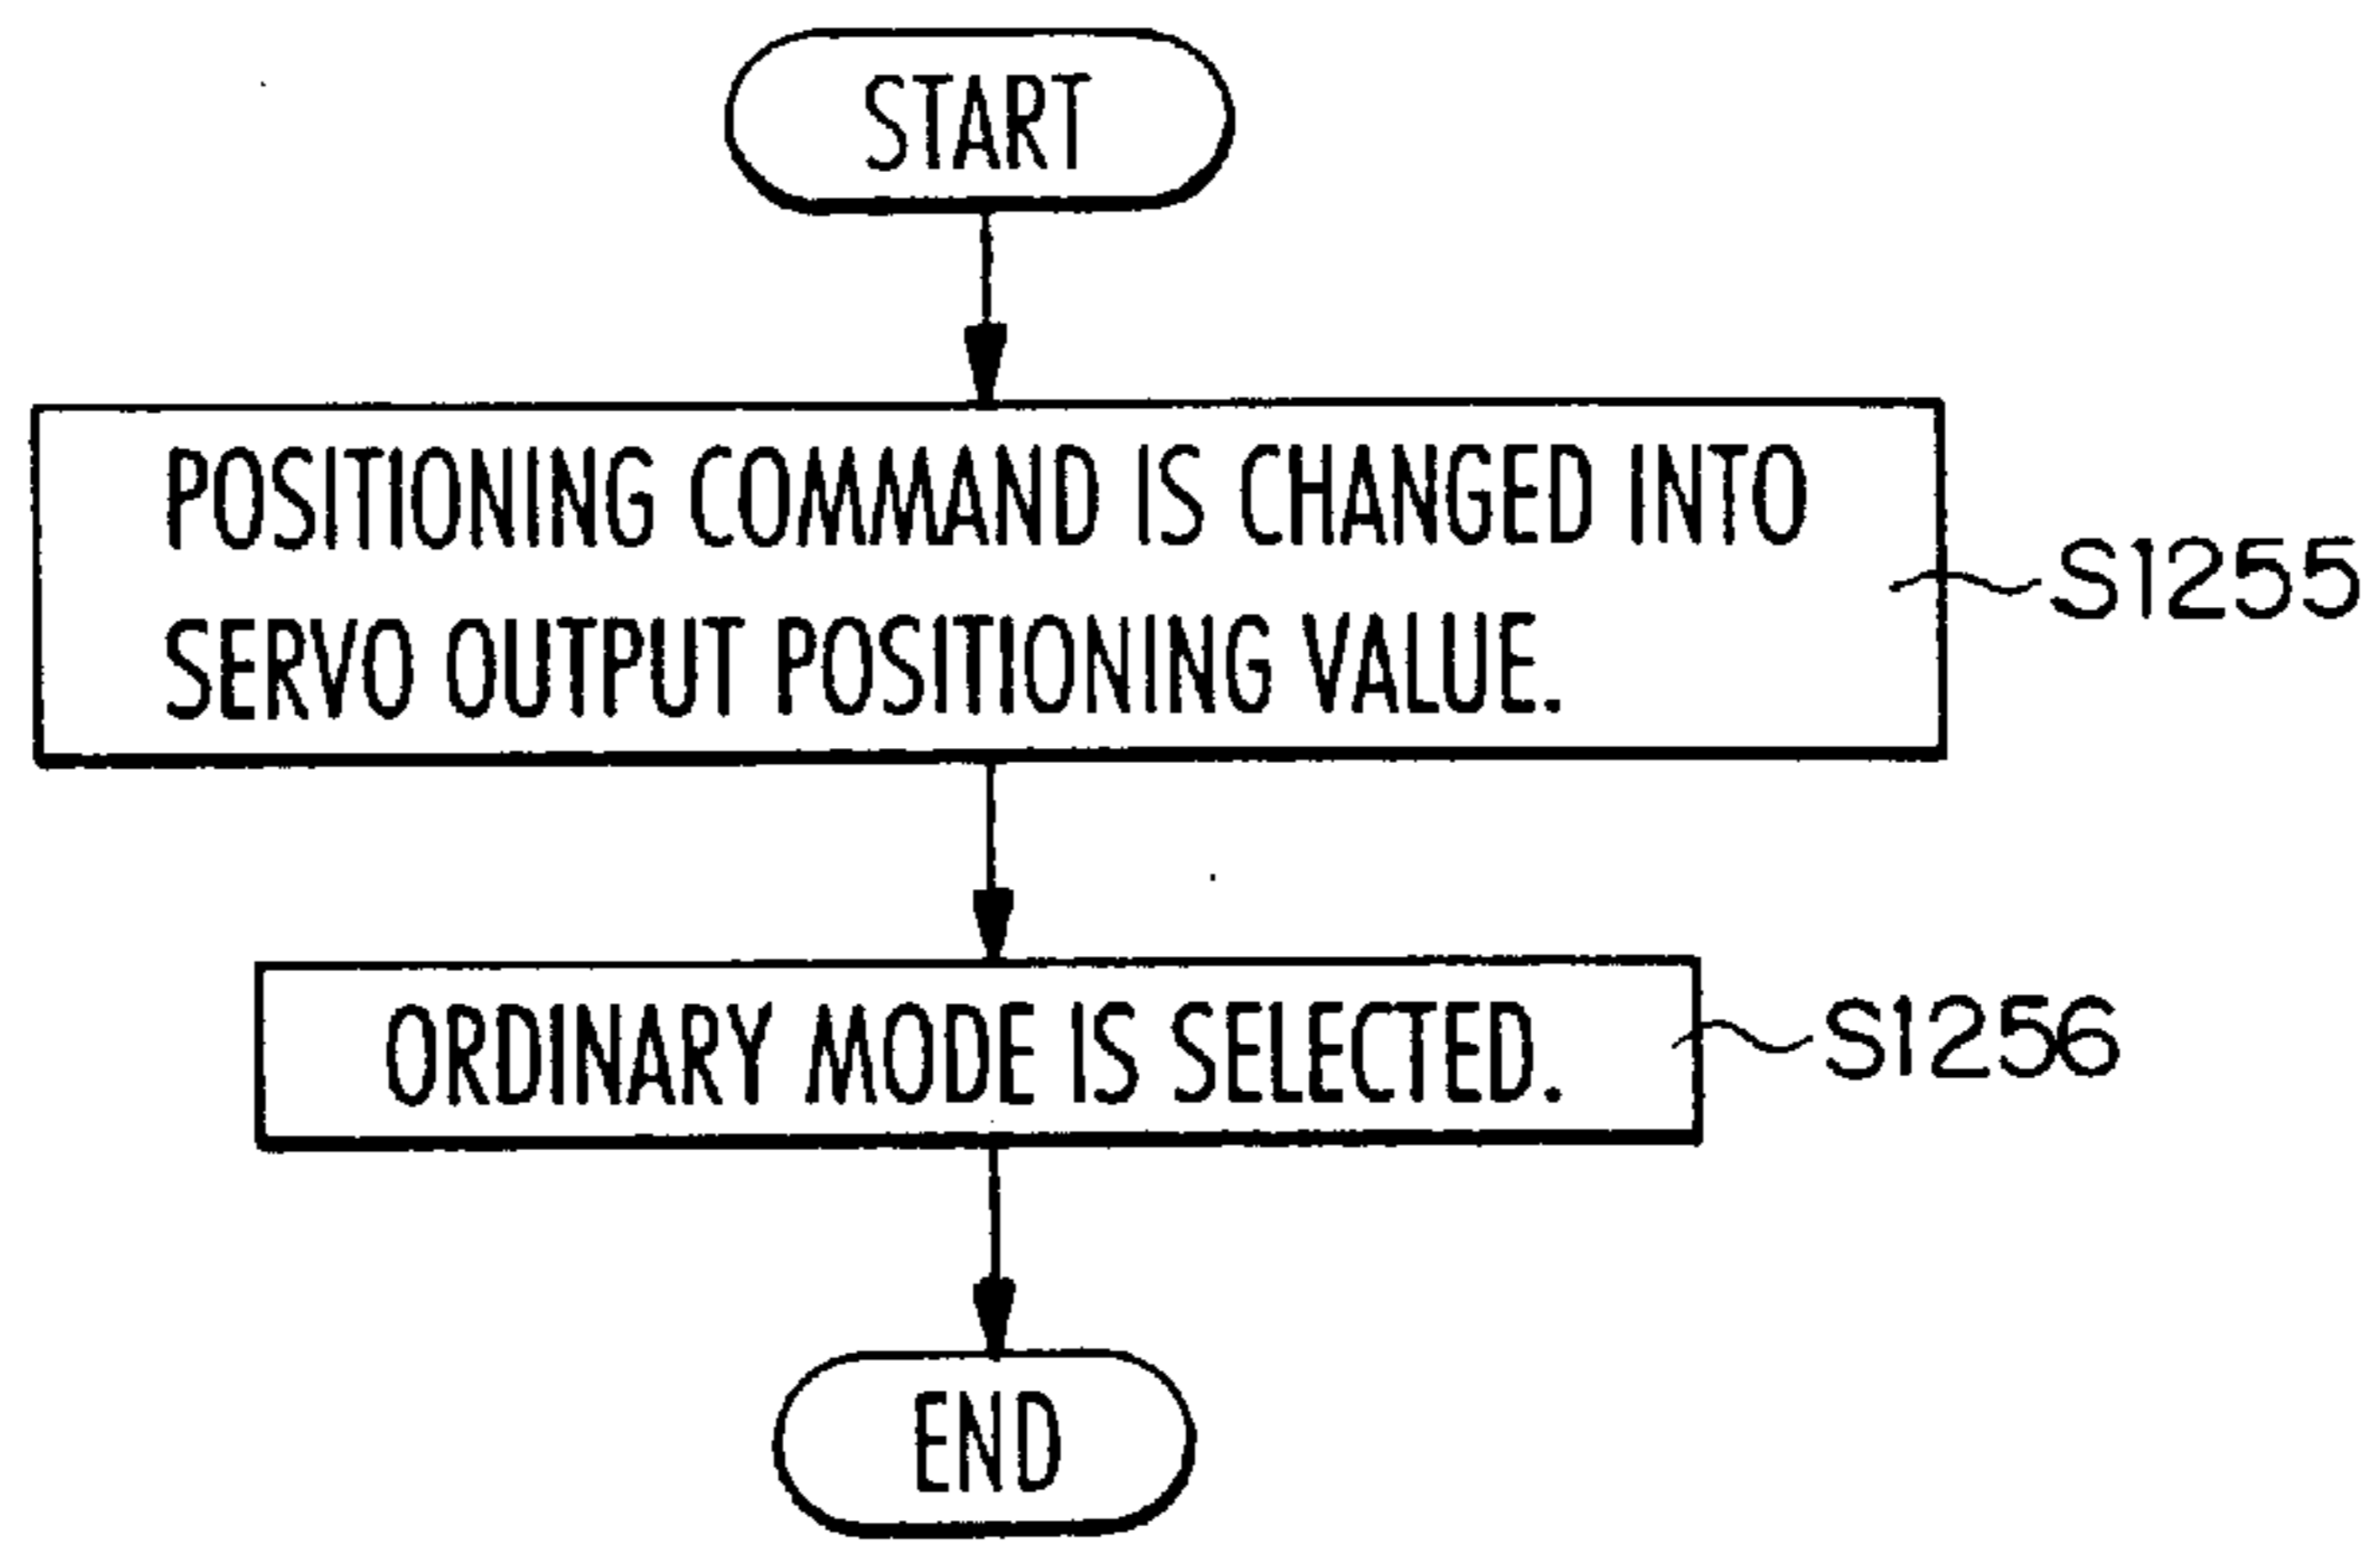 START
POSITIONING COMMAND IS CHANGED INTO
SERVO OUTPUT POSITIONING VALUE.
S1255
ORDINARY MODE IS SELECTED.
S1256
END